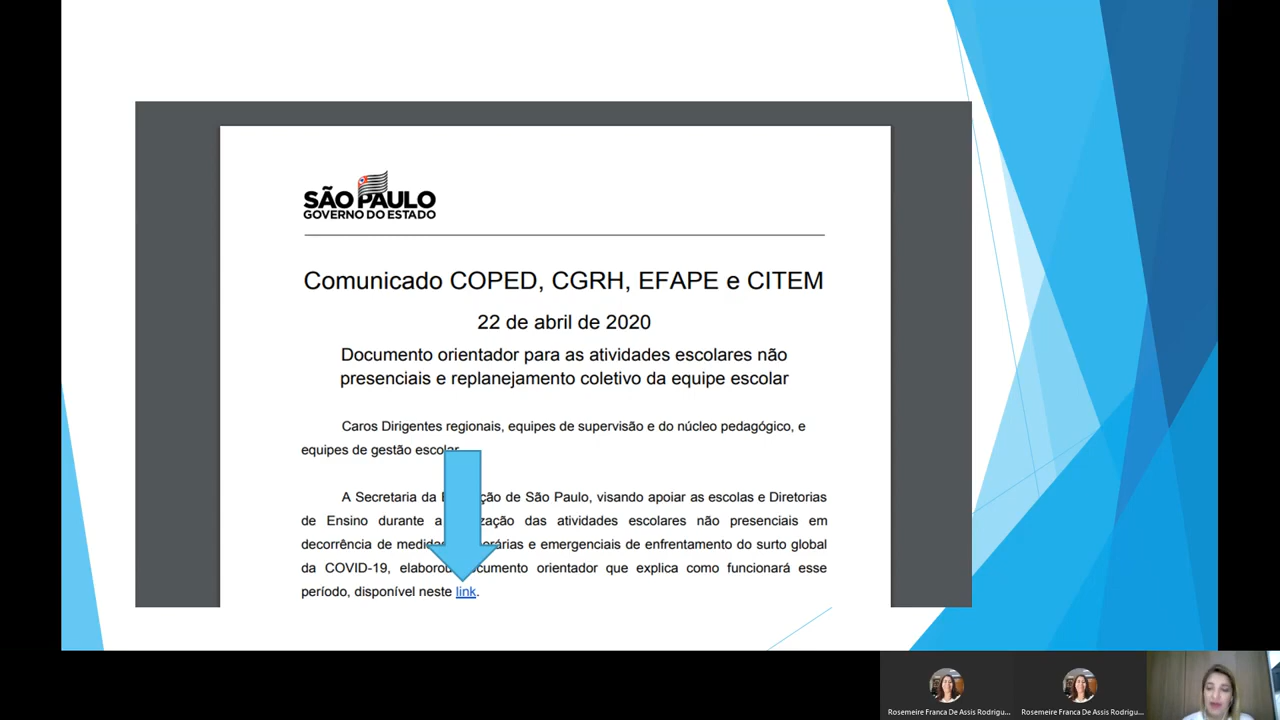 SÃO PAULO
GOVERNO DO ESTADO
Comunicado COPED, CGRH, EFAPE e CITEM
22 de abril de 2020
Documento orientador para as atividades escolares não
presenciais e replanejamento coletivo da equipe escolar
Caros Dirigentes regionais, equipes de supervisão e do núcleo pedagógico, e
equipes de gestão escolar
A Secretaria da de São Paulo, visando apoiar as escolas e Diretorias
de Ensino durante a das atividades escolares não presenciais em
decorrência de e emergenciais de enfrentamento do surto global
da COVID-19, elaborou documento orientador que explica como funcionará esse
período, disponível neste link.
Rosemeire Franca De Assis Rodrigu... Rosemeire Franca De Assis Rodrigu...